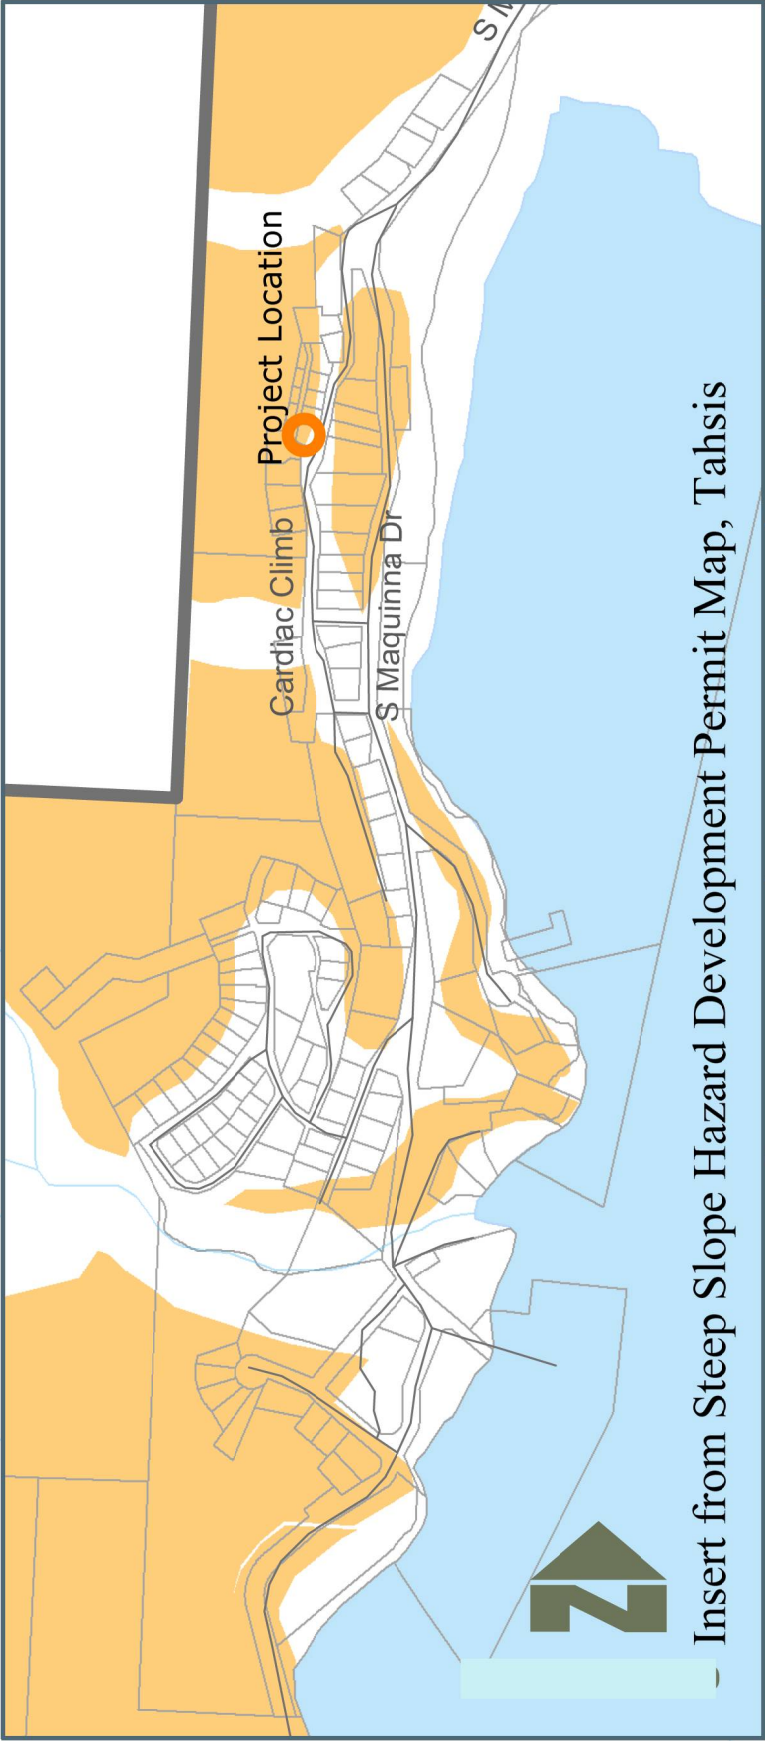 S M
Project Location
Cardiac Climb
S Maquinna Dr
N
Insert from Steep Slope Hazard Development Permit Map, Tahsis